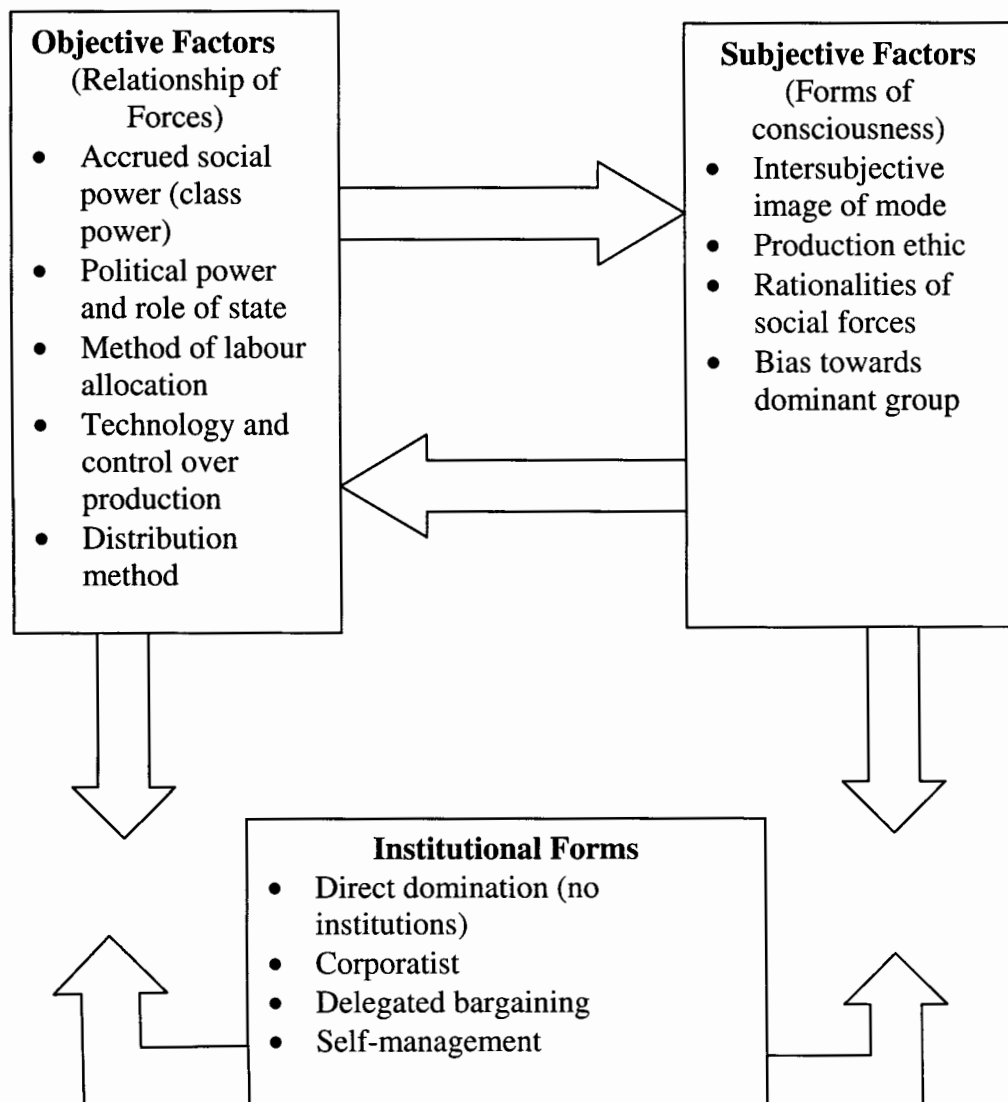 Objective Factors
(Relationship of
Forces)
• Accrued social
power (class
power)
• Political power
and role of state
• Method of labour
allocation
• Technology and
control over
production
• Distribution
method
Subjective Factors
(Forms of
consciousness)
• Intersubjective
image of mode
• Production ethic
• Rationalities of
social forces
• Bias towards
dominant group
Institutional Forms
• Direct domination (no
institutions)
• Corporatist
• Delegated bargaining
• Self-management